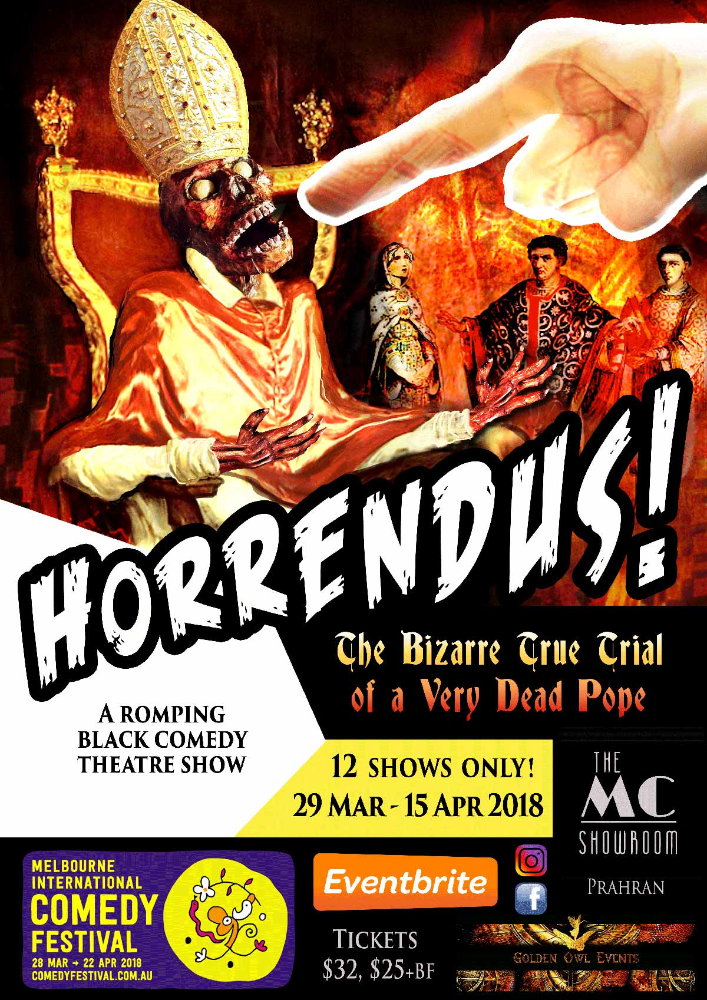 HORRENDUS!
The Bizarre True Trial
of a Very Dead Pope
A ROMPING
BLACK COMEDY
THEATRE SHOW
12 SHOWS ONLY!
29 MAR - 15 APR 2018
THE
MC
SHOWROOM
PRAHRAN
MELBOURNE
INTERNATIONAL
COMEDY
FESTIVAL
28 MAR → 22 APR 2018
COMEDYFESTIVAL.COM.AU
Eventbrite
f
TICKETS
$32, $25+BF
GOLDEN OWL EVENTS